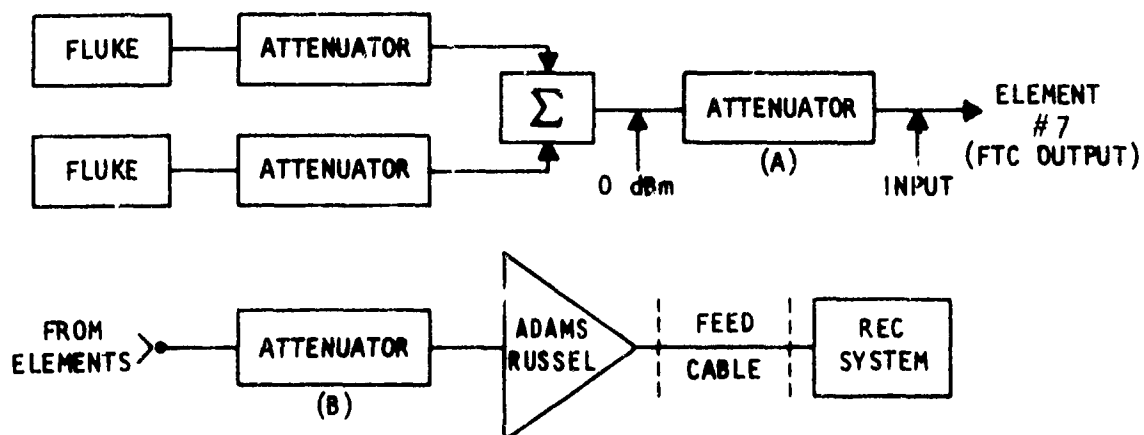 FLUKE
ATTENUATOR
Σ
ATTENUATOR
(A)
ELEMENT
#7
(FTC OUTPUT)
FLUKE
ATTENUATOR
0 dBm
INPUT
FROM
ELEMENTS
ATTENUATOR
(B)
ADAMS
RUSSEL
FEED
CABLE
REC
SYSTEM